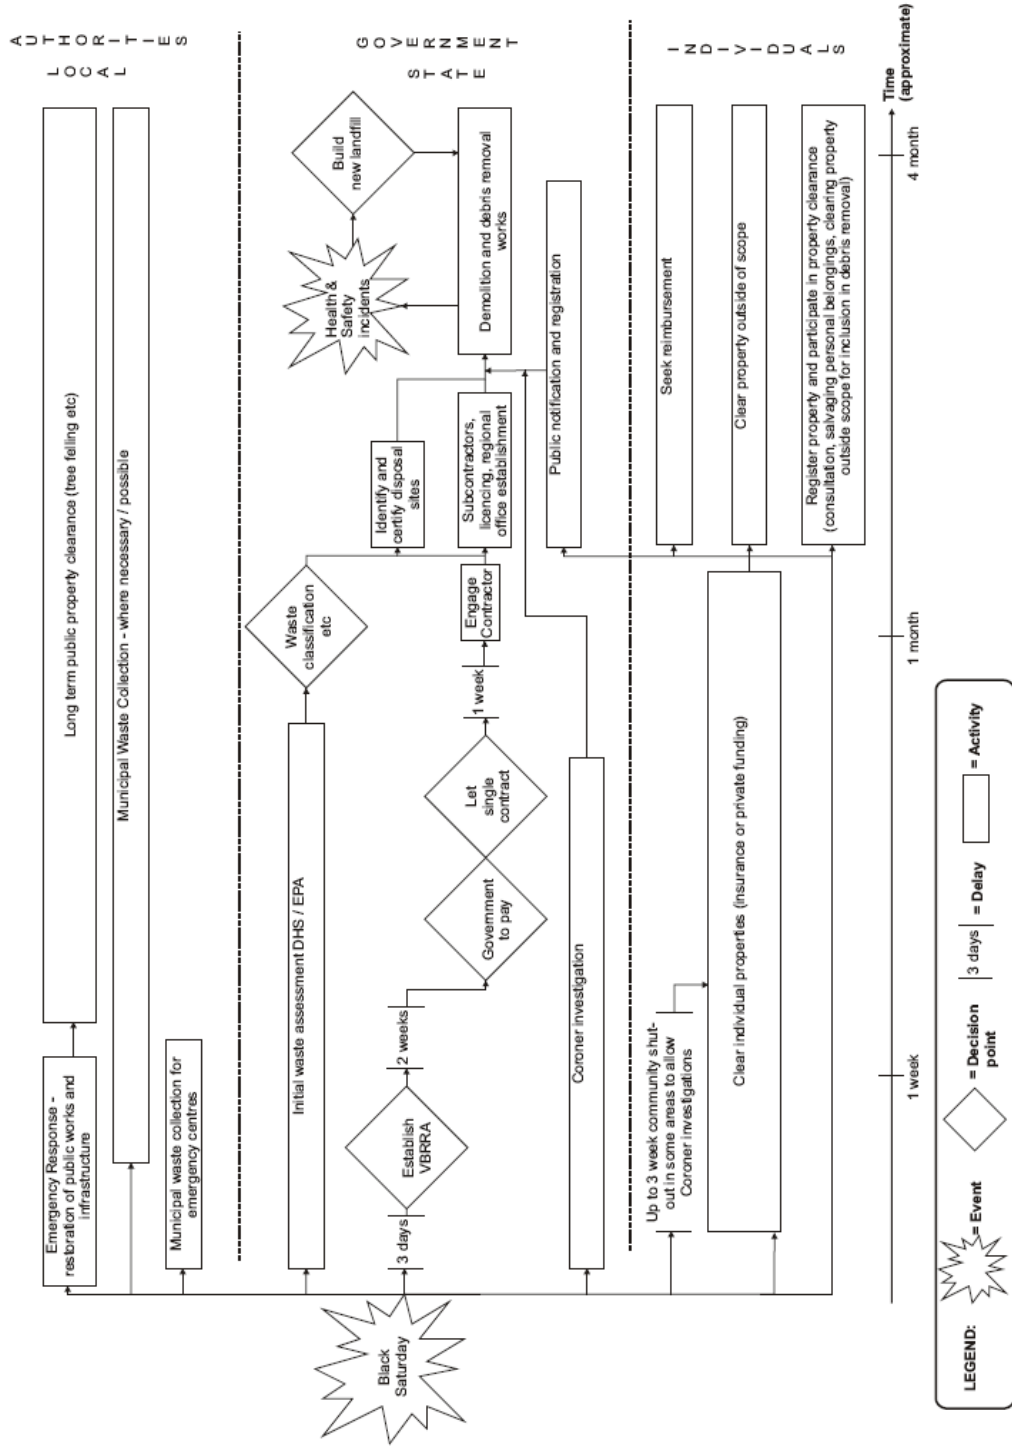 LOCAL
AUTHORITIES
Emergency Response -
restoration of public works and
infrastructure
Long term public property clearance (tree felling etc)
Municipal Waste Collection - where necessary / possible
Municipal waste collection for
emergency centres
STATE
GOVERNMENT
Black
Saturday
Initial waste assessment DHS / EPA
Waste
classification
etc
3 days
Establish
VBRRA
2 weeks
Government
to pay
Let
single
contract
1 week
Engage
Contractor
Identify and
certify disposal
sites
Subcontractors,
licencing, regional
office establishment
Health &
Safety
incidents
Build
new landfill
Demolition and debris removal
works
Public notification and registration
Coroner investigation
INDIVIDUALS
Up to 3 week community shut-
out in some areas to allow
Coroner investigations
Clear individual properties (insurance or private funding)
Seek reimbursement
Clear property outside of scope
Register property and participate in property clearance
(consultation, salvaging personal belongings, clearing property
outside scope for inclusion in debris removal)
1 week
1 month
4 month
Time
(approximate)
LEGEND:
= Event
= Decision
point
3 days
= Delay
= Activity